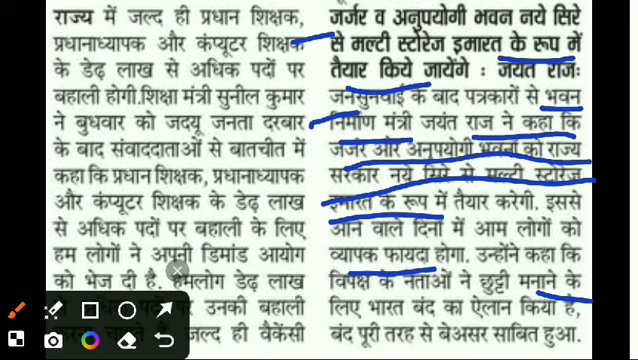 राज्य में जल्द ही प्रधान शिक्षक,
प्रधानाध्यापक और कंप्यूटर शिक्षक
के डेढ़ लाख से अधिक पदों पर
बहाली होगी.शिक्षा मंत्री सुनील कुमार
ने बुधवार को जदयू जनता दरबार
के बाद संवाददाताओं से बातचीत में
कहा कि प्रधान शिक्षक, प्रधानाध्यापक
और कंप्यूटर शिक्षक के डेढ़ लाख
से अधिक पदों पर बहाली के लिए
हम लोगों ने अपनी डिमांड आयोग
को भेज दी है. हमलोग डेढ़ लाख
पर उनकी बहाली
जल्द ही वैकेंसी
जर्जर व अनुपयोगी भवन नये सिरे
से मल्टी स्टोरेज इमारत के रूप में
तैयार किये जायेंगे : जयंत राज:
जनसुनवाई के बाद पत्रकारों से भवन
निर्माण मंत्री जयंत राज ने कहा कि
जर्जर और अनुपयोगी भवनों को राज्य
सरकार नये सिरे से मल्टी स्टोरेज
इमारत के रूप में तैयार करेगी. इससे
आने वाले दिनों में आम लोगों को
व्यापक फायदा होगा. उन्होंने कहा कि
विपक्ष के नेताओं ने छुट्टी मनाने के
लिए भारत बंद का ऐलान किया है,
बंद पूरी तरह से बेअसर साबित हुआ.